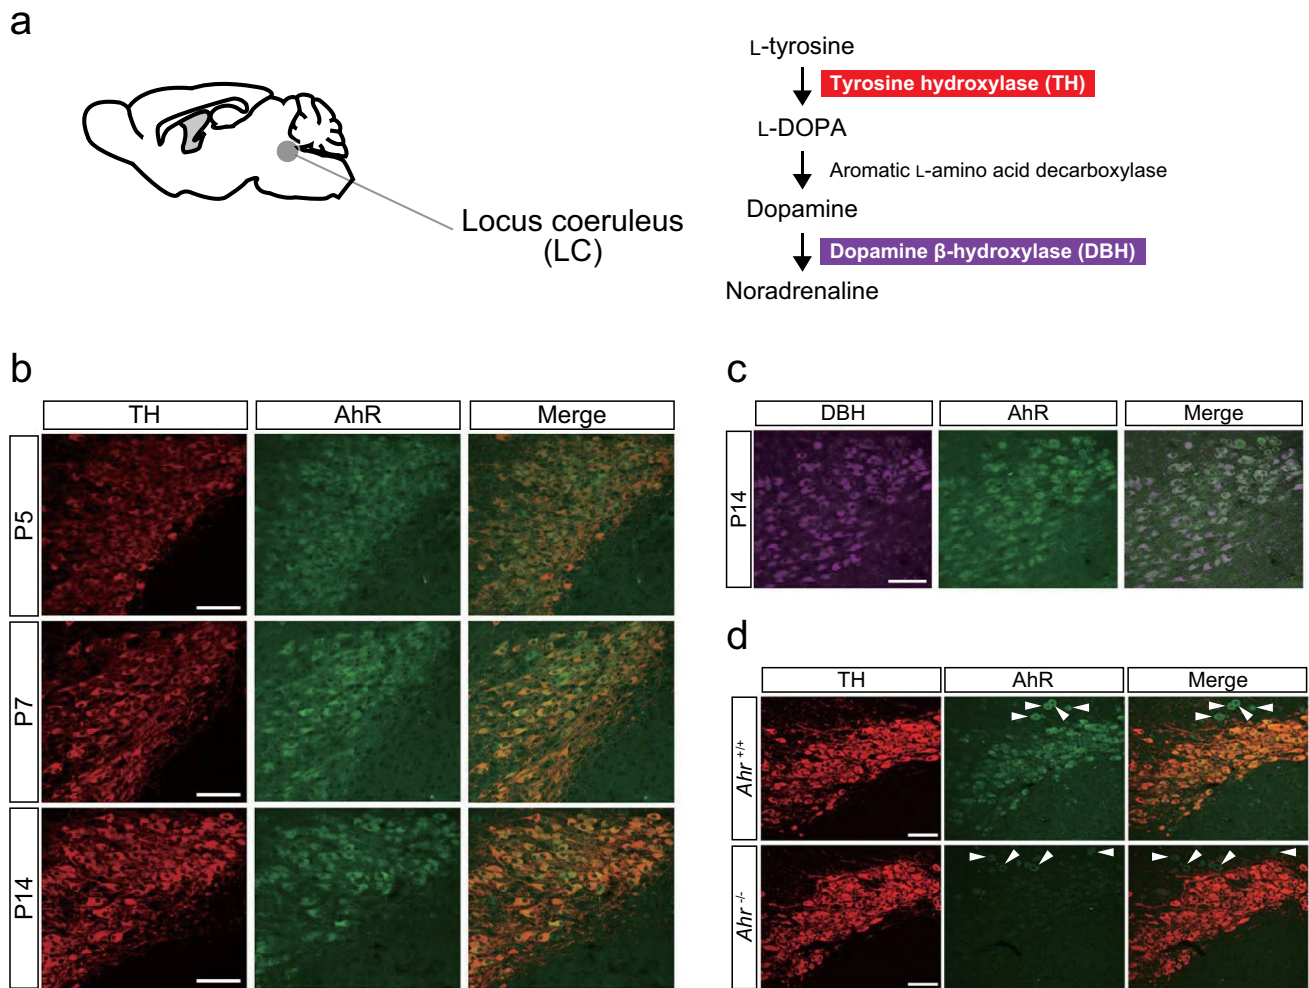 a
L-tyrosine
Tyrosine hydroxylase (TH)
L-DOPA
Aromatic L-amino acid decarboxylase
Dopamine
Dopamine β-hydroxylase (DBH)
Noradrenaline
Locus coeruleus
(LC)
b
TH AhR Merge
P5
P7
P14
c
DBH AhR Merge
P14
d
TH AhR Merge
Ahr+/+
Ahr-/-